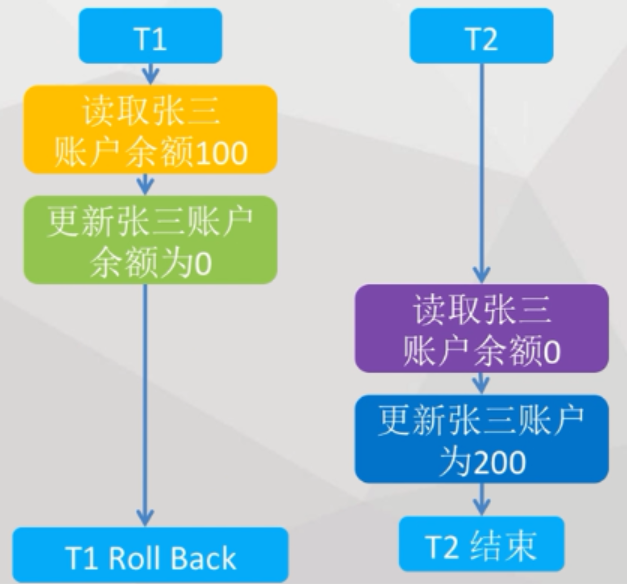 T1
读取张三
账户余额100
更新张三账户
余额为0
T1 Roll Back
T2
读取张三
账户余额0
更新张三账户
为200
T2 结束